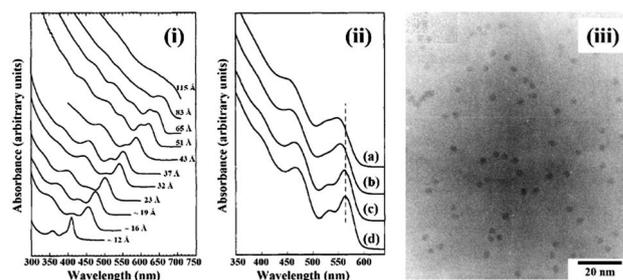 (i)
Absorbance (arbitrary units)
115 Å
83 Å
65 Å
51 Å
43 Å
37 Å
32 Å
23 Å
~ 19 Å
~ 16 Å
~ 12 Å
300 350 400 450 500 550 600 650 700 750
Wavelength (nm)
(ii)
Absorbance (arbitrary units)
(a)
(b)
(c)
(d)
400 450 500 550 600
Wavelength (nm)
(iii)
20 nm